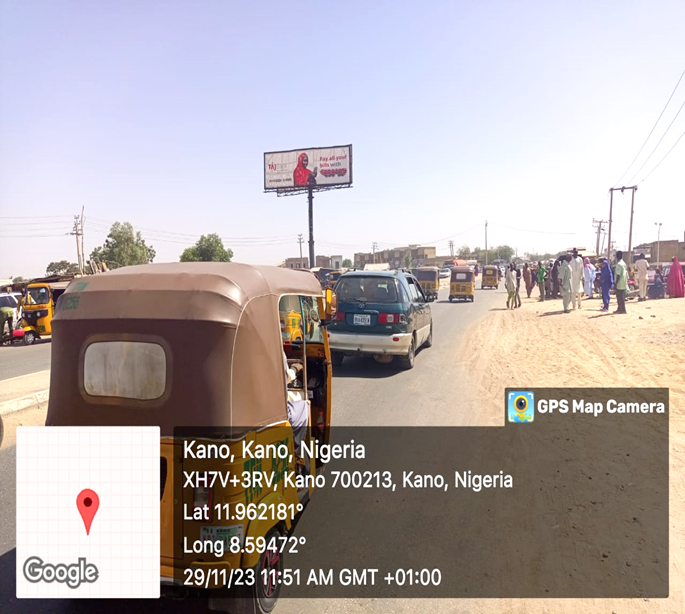 TAJ
Pay all your
bills with
GPS Map Camera
Kano, Kano, Nigeria
XH7V+3RV, Kano 700213, Kano, Nigeria
Lat 11.962181°
Long 8.59472°
29/11/23 11:51 AM GMT +01:00
Google